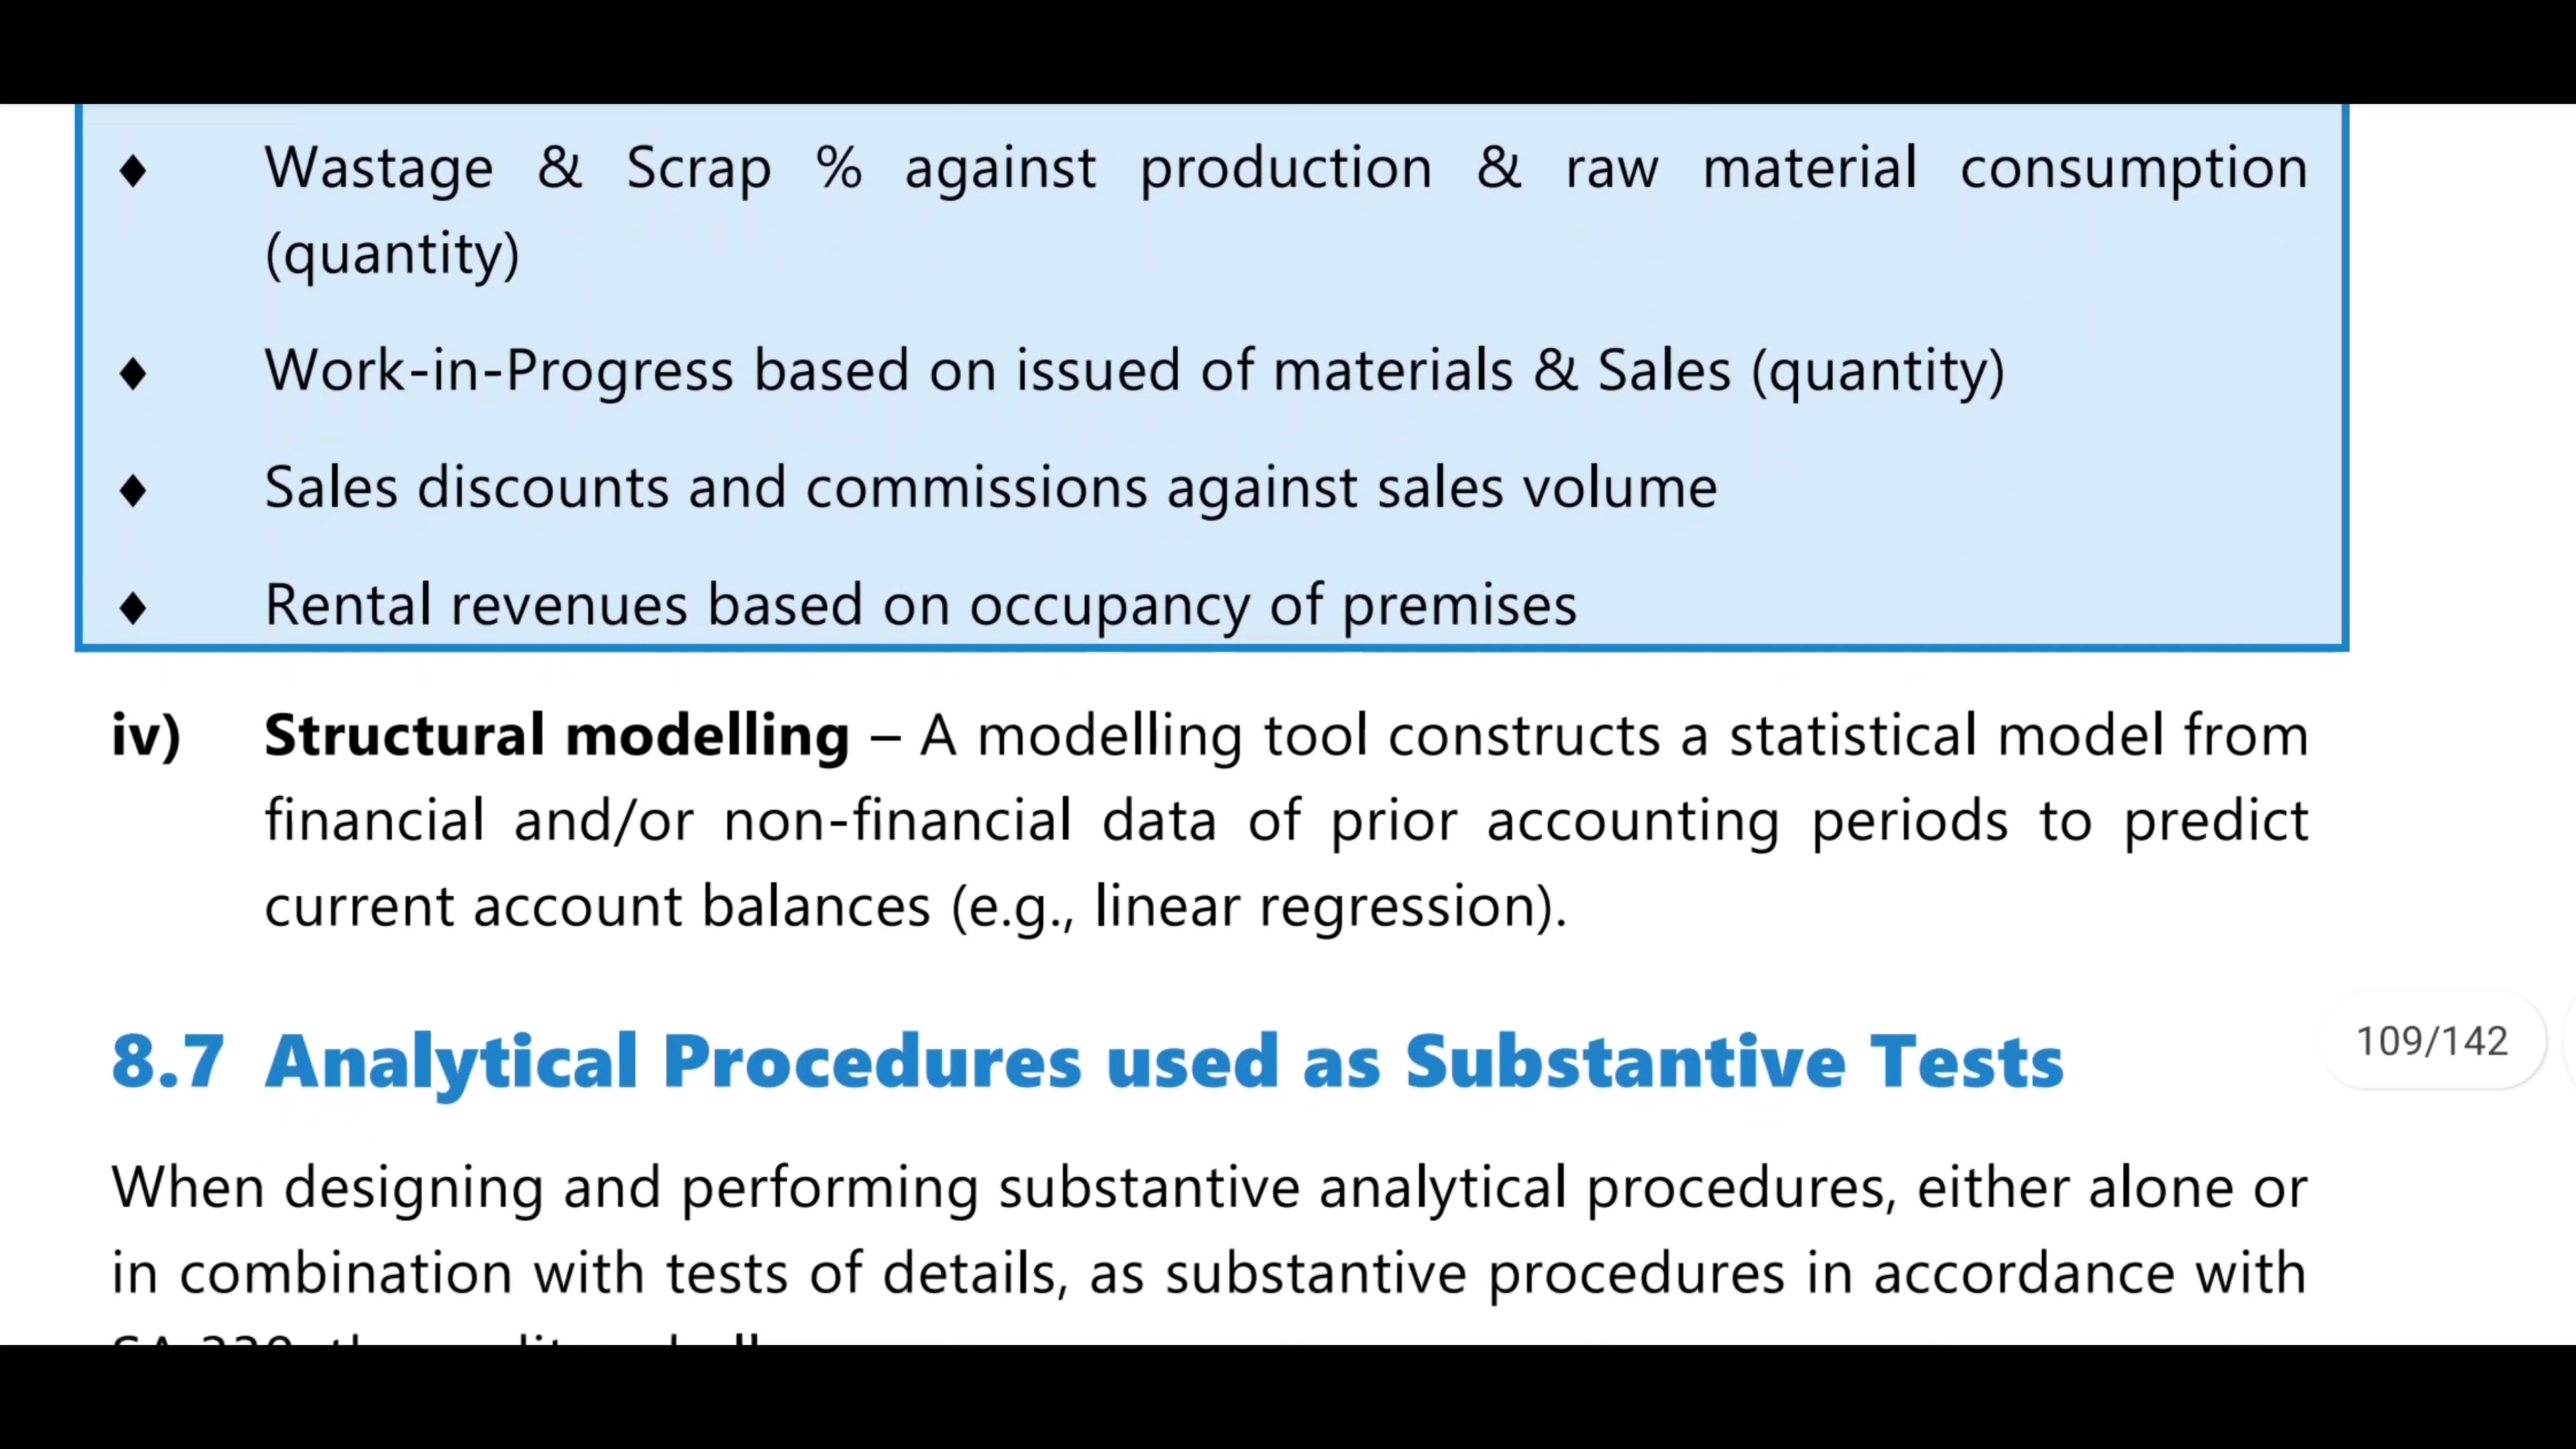 ♦ Wastage & Scrap % against production & raw material consumption
(quantity)
♦ Work-in-Progress based on issued of materials & Sales (quantity)
♦ Sales discounts and commissions against sales volume
♦ Rental revenues based on occupancy of premises
iv) Structural modelling – A modelling tool constructs a statistical model from
financial and/or non-financial data of prior accounting periods to predict
current account balances (e.g., linear regression).
8.7 Analytical Procedures used as Substantive Tests
109/142
When designing and performing substantive analytical procedures, either alone or
in combination with tests of details, as substantive procedures in accordance with